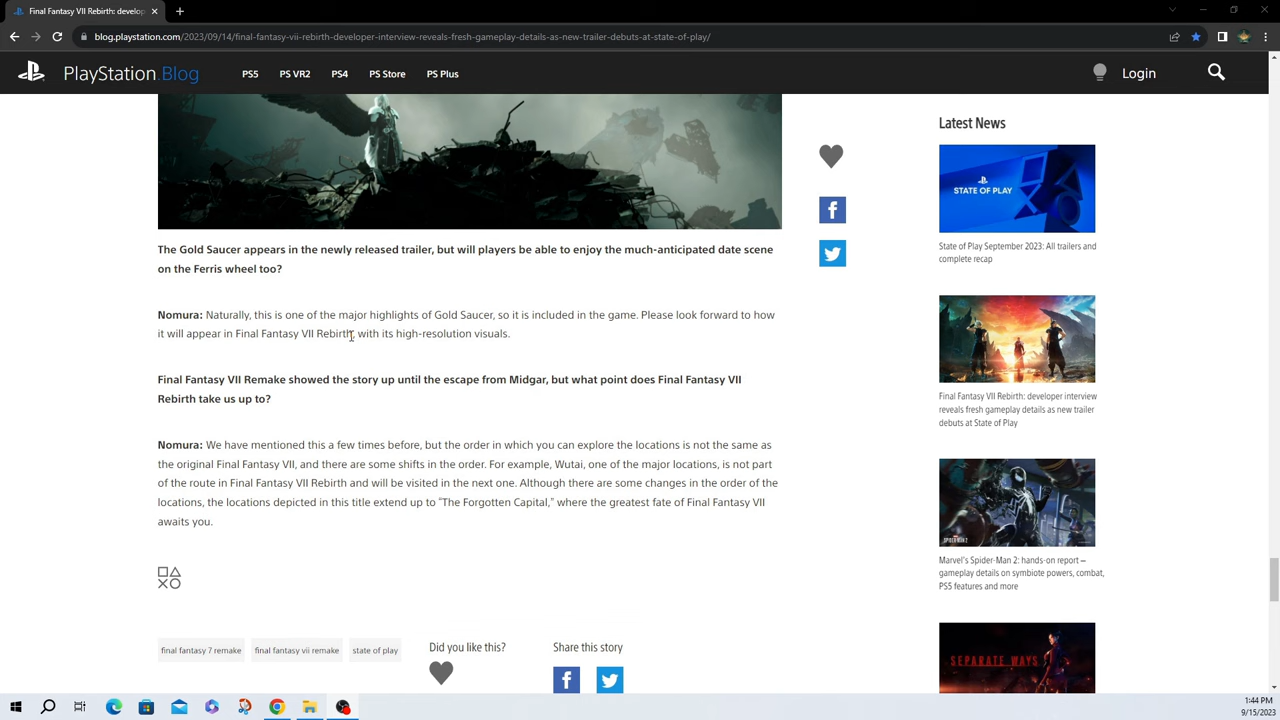 Final Fantasy VII Rebirth: develop
blog.playstation.com/2023/09/14/final-fantasy-vii-rebirth-developer-interview-reveals-fresh-gameplay-details-as-new-trailer-debuts-at-state-of-play/
PlayStation.Blog
PS5
PS VR2
PS4
PS Store
PS Plus
Login
The Gold Saucer appears in the newly released trailer, but will players be able to enjoy the much-anticipated date scene
on the Ferris wheel too?
Nomura: Naturally, this is one of the major highlights of Gold Saucer, so it is included in the game. Please look forward to how
it will appear in Final Fantasy VII Rebirth, with its high-resolution visuals.
Final Fantasy VII Remake showed the story up until the escape from Midgar, but what point does Final Fantasy VII
Rebirth take us up to?
Nomura: We have mentioned this a few times before, but the order in which you can explore the locations is not the same as
the original Final Fantasy VII, and there are some shifts in the order. For example, Wutai, one of the major locations, is not part
of the route in Final Fantasy VII Rebirth and will be visited in the next one. Although there are some changes in the order of the
locations, the locations depicted in this title extend up to “The Forgotten Capital,” where the greatest fate of Final Fantasy VII
awaits you.
final fantasy 7 remake
final fantasy vii remake
state of play
Did you like this?
Share this story
Latest News
STATE OF PLAY
State of Play September 2023: All trailers and
complete recap
Final Fantasy VII Rebirth: developer interview
reveals fresh gameplay details as new trailer
debuts at State of Play
Marvel’s Spider-Man 2: hands-on report –
gameplay details on symbiote powers, combat,
PS5 features and more
SEPARATE WAYS
1:44 PM
9/15/2023